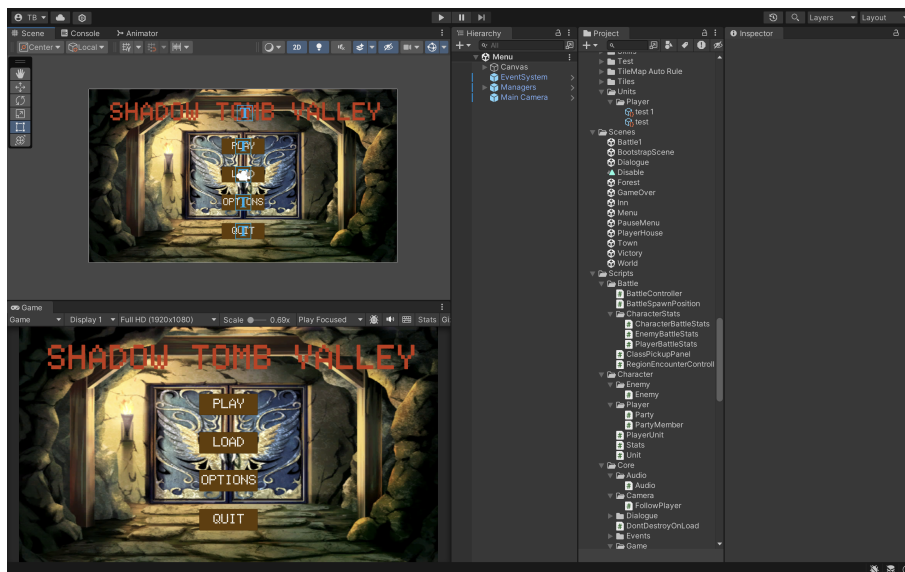 TB
Layers
Layout
Scene
Console
Animator
Center
Local
2D
SHADOW TOMB VALLEY
PLAY
LOAD
OPTIONS
QUIT
Game
Game
Display 1
Full HD (1920x1080)
Scale
0.69x
Play Focused
Stats
Gi
SHADOW TOMB VALLEY
PLAY
LOAD
OPTIONS
QUIT
Hierarchy
All
Menu
Canvas
EventSystem
Managers
Main Camera
Project
Test
TileMap Auto Rule
Tiles
Units
Player
test 1
test
Scenes
Battle1
BootstrapScene
Dialogue
Disable
Forest
GameOver
Inn
Menu
PauseMenu
PlayerHouse
Town
Victory
World
Scripts
Battle
BattleController
BattleSpawnPosition
CharacterStats
CharacterBattleStats
EnemyBattleStats
PlayerBattleStats
ClassPickupPanel
RegionEncounterControll
Character
Enemy
Enemy
Player
Party
PartyMember
PlayerUnit
Stats
Unit
Core
Audio
Audio
Camera
FollowPlayer
Dialogue
DontDestroyOnLoad
Events
Game
Inspector